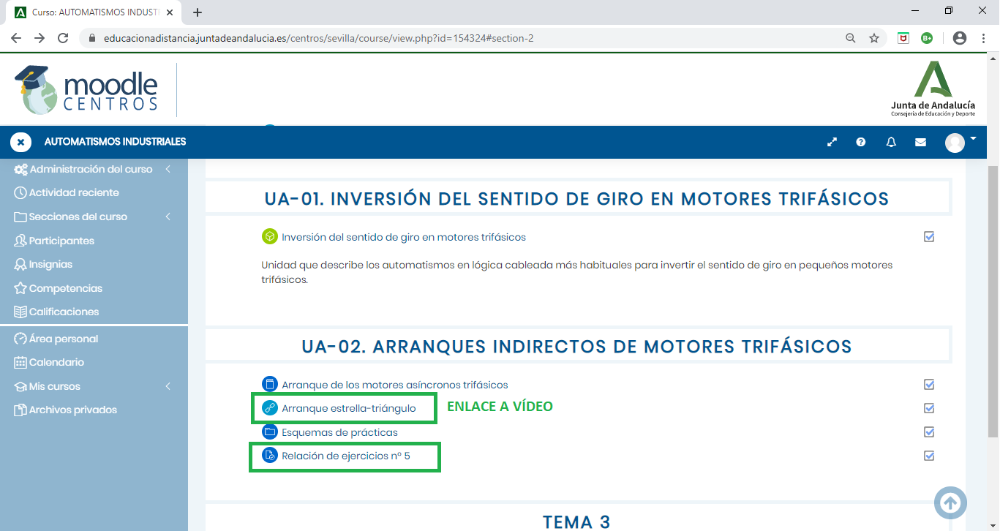 Curso: AUTOMATISMOS INDUST
educacionadistancia.juntadeandalucia.es/centros/sevilla/course/view.php?id=154324#section-2
B+
moodle
CENTROS
Junta de Andalucía
Consejería de Educación y Deporte
AUTOMATISMOS INDUSTRIALES
Administración del curso
Actividad reciente
Secciones del curso
Participantes
Insignias
Competencias
Calificaciones
Área personal
Calendario
Mis cursos
Archivos privados
UA-01. INVERSIÓN DEL SENTIDO DE GIRO EN MOTORES TRIFÁSICOS
Inversión del sentido de giro en motores trifásicos
Unidad que describe los automatismos en lógica cableada más habituales para invertir el sentido de giro en pequeños motores
trifásicos.
UA-02. ARRANQUES INDIRECTOS DE MOTORES TRIFÁSICOS
Arranque de los motores asíncronos trifásicos
Arranque estrella-triángulo ENLACE A VÍDEO
Esquemas de prácticas
Relación de ejercicios nº 5
TEMA 3